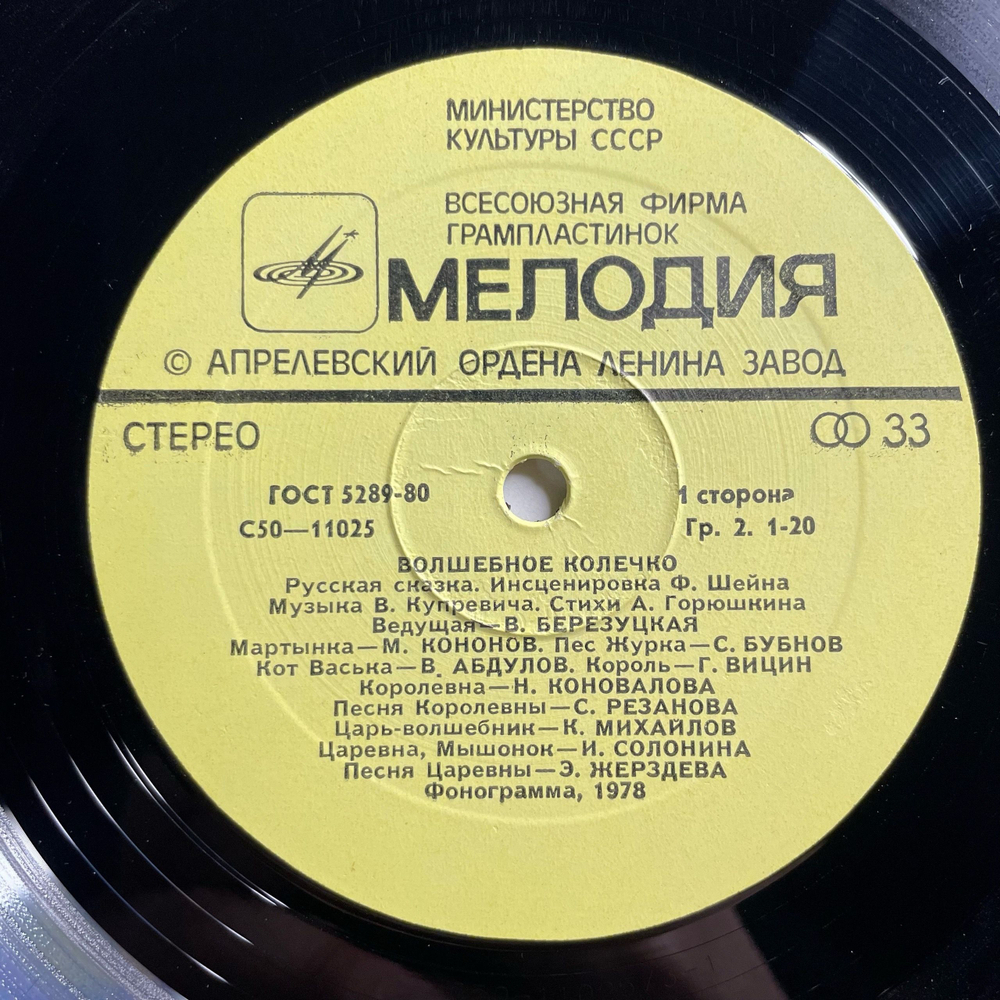 МИНИСТЕРСТВО
КУЛЬТУРЫ СССР
ВСЕСОЮЗНАЯ ФИРМА
ГРАМПЛАСТИНОК
МЕЛОДИЯ
© АПРЕЛЕВСКИЙ ОРДЕНА ЛЕНИНА ЗАВОД
СТЕРЕО
33
ГОСТ 5289-80
1 сторона
С50—11025
Гр. 2. 1-20
ВОЛШЕБНОЕ КОЛЕЧКО
Русская сказка. Инсценировка Ф. Шейна
Музыка В. Купревича. Стихи А. Горюшкина
Ведущая—В. БЕРЕЗУЦКАЯ
Мартынка—М. КОНОНОВ. Пес Журка—С. БУБНОВ
Кот Васька—В. АБДУЛОВ. Король—Г. ВИЦИН
Королевна—Н. КОНОВАЛОВА
Песня Королевны—С. РЕЗАНОВА
Царь-волшебник—К. МИХАЙЛОВ
Царевна, Мышонок—И. СОЛОНИНА
Песня Царевны—Э. ЖЕРЗДЕВА
Фонограмма, 1978